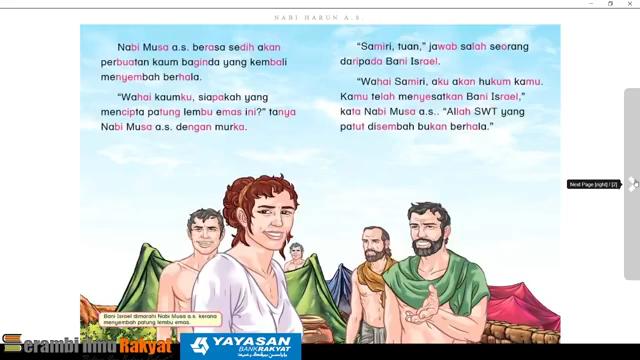 NABI HARUN A.S.
Nabi Musa a.s. berasa sedih akan
perbuatan kaum baginda yang kembali
menyembah berhala.
"Wahai kaumku, siapakah yang
mencipta patung lembu emas ini?" tanya
Nabi Musa a.s. dengan murka.
"Samiri, tuan," jawab salah seorang
daripada Bani Israel.
"Wahai Samiri, aku akan hukum kamu.
Kamu telah menyesatkan Bani Israel,"
kata Nabi Musa a.s.. "Allah SWT yang
patut disembah bukan berhala."
Next Page [right] / [2]
Bani Israel dimarahi Nabi Musa a.s. kerana
menyembah patung lembu emas.
Serambi Ilmu Rakyat
YAYASAN
BANK RAKYAT